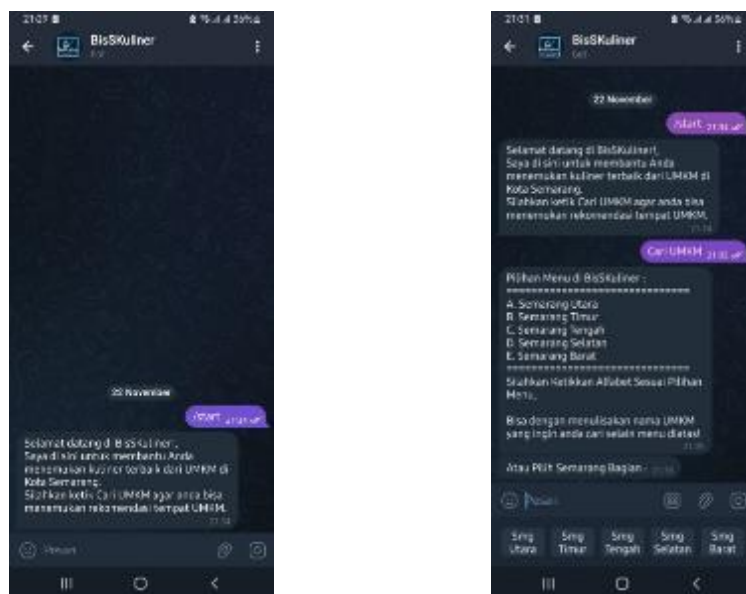 BisSKuliner
Bot
22 November
/start
Selamat datang di BisSKuliner!,
Saya di sini untuk membantu Anda
menemukan kuliner terbaik dari UMKM di
Kota Semarang.
Silahkan ketik Cari UMKM agar anda bisa
menemukan rekomendasi tempat UMKM.
Pesan
21:31
BisSKuliner
Bot
22 November
/start
Selamat datang di BisSKuliner!,
Saya di sini untuk membantu Anda
menemukan kuliner terbaik dari UMKM di
Kota Semarang.
Silahkan ketik Cari UMKM agar anda bisa
menemukan rekomendasi tempat UMKM.
Cari UMKM
Pilihan Menu di BisSKuliner :
==============================
A. Semarang Utara
B. Semarang Timur
C. Semarang Tengah
D. Semarang Selatan
E. Semarang Barat
==============================
Silahkan Ketikkan Alfabet Sesuai Pilihan
Menu.
Bisa dengan menulisakan nama UMKM
yang ingin anda cari selain menu diatas!
Atau Pilih Semarang Bagian :
Pesan
Smg Utara
Smg Timur
Smg Tengah
Smg Selatan
Smg Barat